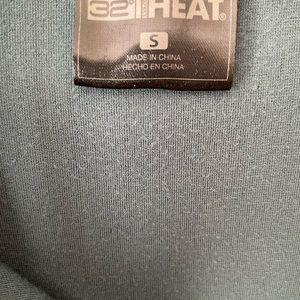 32° HEAT®
S
MADE IN CHINA
HECHO EN CHINA